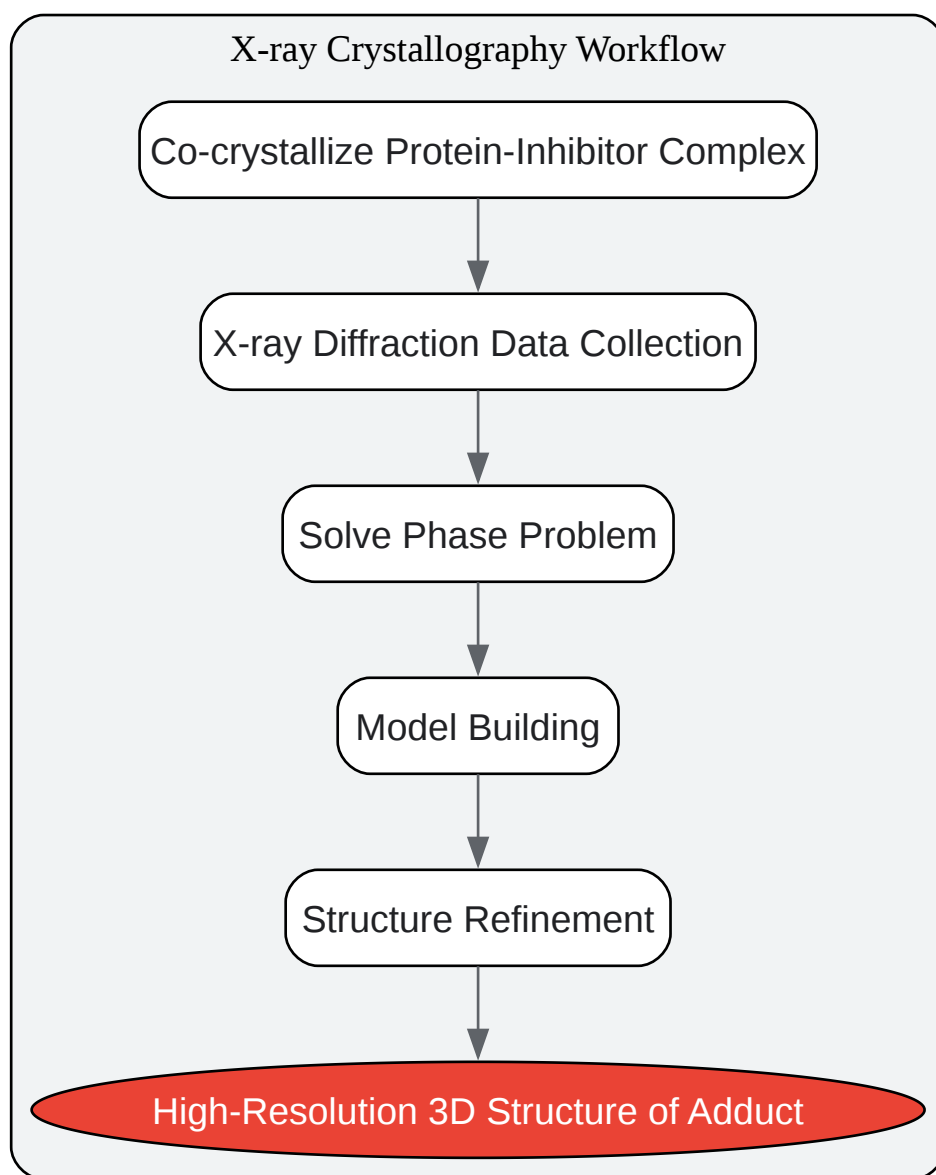 X-ray Crystallography Workflow
Co-crystallize Protein-Inhibitor Complex
X-ray Diffraction Data Collection
Solve Phase Problem
Model Building
Structure Refinement
High-Resolution 3D Structure of Adduct